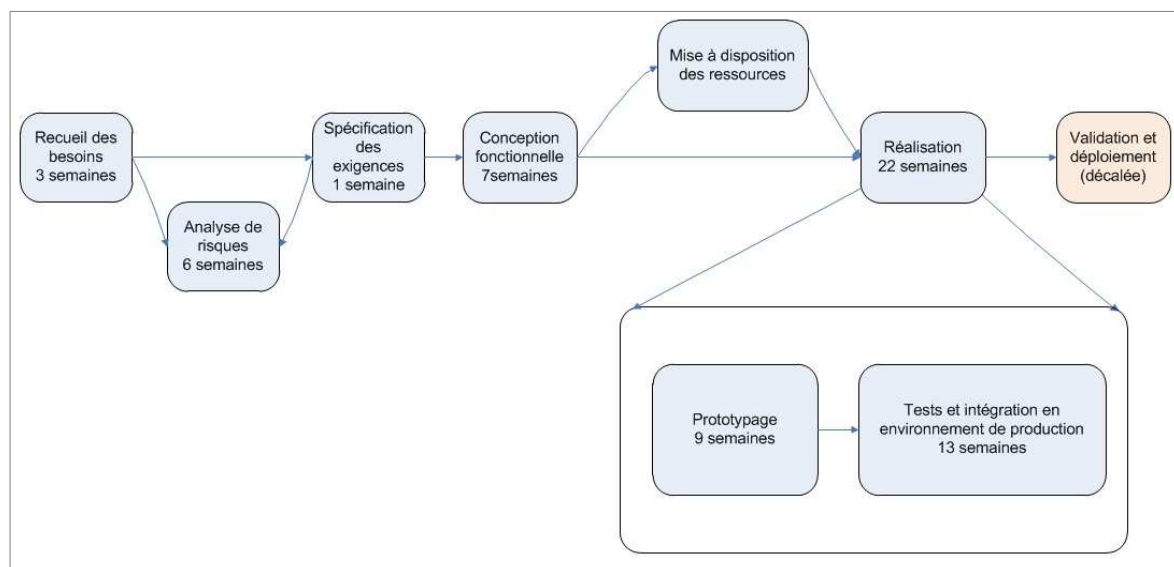 Mise à disposition
des ressources
Recueil des
besoins
3 semaines
Spécification
des
exigences
1 semaine
Conception
fonctionnelle
7semaines
Réalisation
22 semaines
Validation et
déploiement
(décalée)
Analyse de
risques
6 semaines
Prototypage
9 semaines
Tests et intégration en
environnement de production
13 semaines